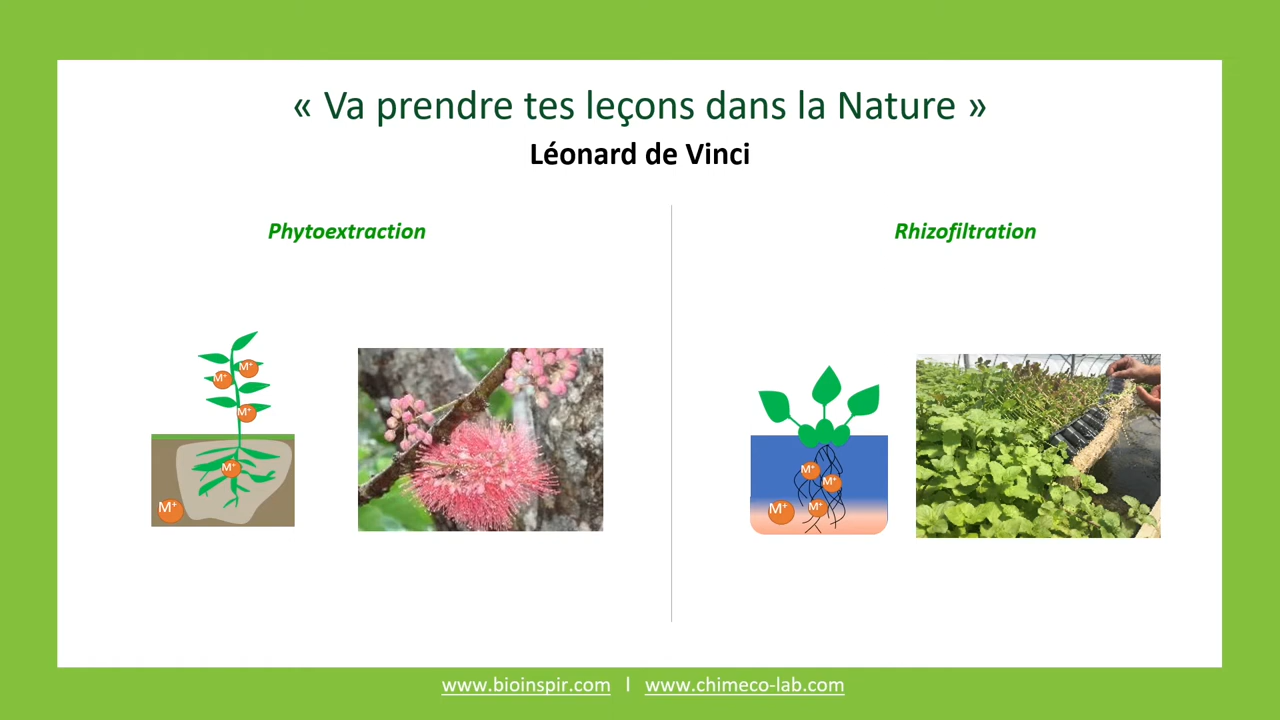 « Va prendre tes leçons dans la Nature »
Léonard de Vinci
Phytoextraction
M⁺
M⁺
M⁺
M⁺
M⁺
Rhizofiltration
M⁺
M⁺
M⁺
M⁺
www.bioinspir.com I www.chimeco-lab.com